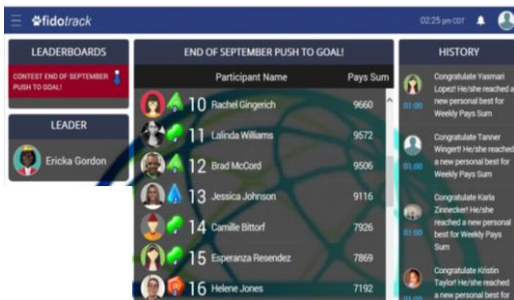 fidotrack
02:25 pm CDT
LEADERBOARDS
CONTEST END OF SEPTEMBER
PUSH TO GOAL!
LEADER
Ericka Gordon
END OF SEPTEMBER PUSH TO GOAL!
Participant Name Pays Sum
10 Rachel Gingerich 9660
11 Lalinda Williams 9572
12 Brad McCord 9506
13 Jessica Johnson 9116
14 Camille Bittorf 7926
15 Esperanza Resendez 7869
16 Helene Jones 7192
HISTORY
Congratulate Yasmari
Lopez! He/she reached a
new personal best for
Weekly Pays Sum
01:00
Congratulate Tanner
Wingert! He/she reached
a new personal best for
Weekly Pays Sum
01:00
Congratulate Karla
Zinnecker! He/she
reached a new personal
best for Weekly Pays
Sum
01:00
Congratulate Kristin
Taylor! He/she reached
a new personal best for
01:00